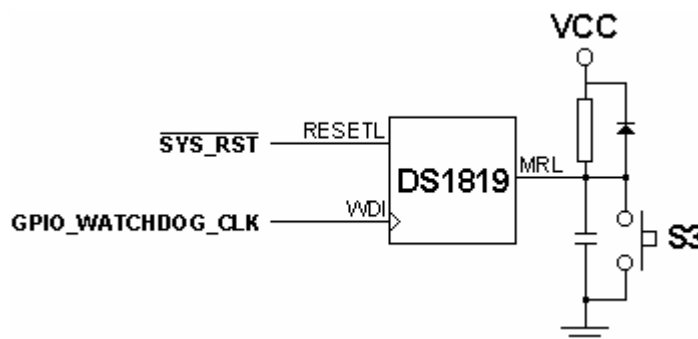 VCC
SYS_RST RESETL
MRL
DS1819
GPIO_WATCHDOG_CLK WDI
S3